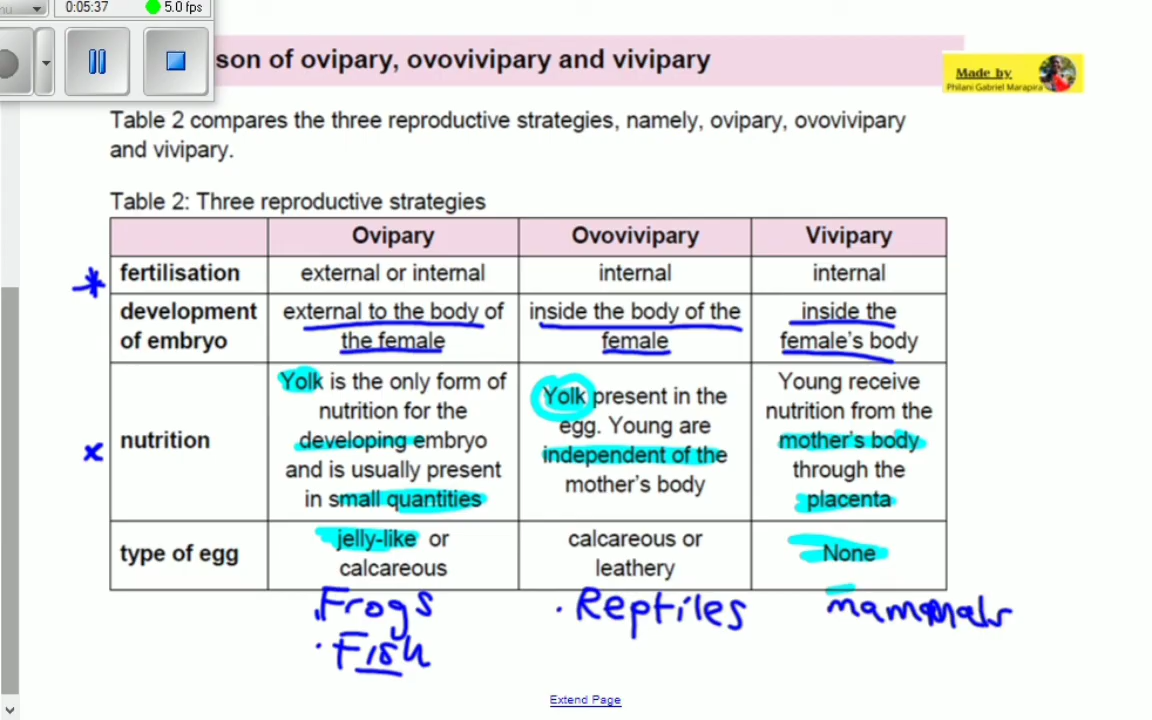 0:05:37
5.0 fps
son of ovipary, ovovivipary and vivipary
Made by
Philani Gabriel Marapira
Table 2 compares the three reproductive strategies, namely, ovipary, ovovivipary
and vivipary.
Table 2: Three reproductive strategies
Ovipary Ovovivipary Vivipary
fertilisation external or internal internal internal
development of embryo
external to the body of
the female
inside the body of the
female
inside the
female's body
nutrition
Yolk is the only form of
nutrition for the
developing embryo
and is usually present
in small quantities
Yolk present in the
egg. Young are
independent of the
mother's body
Young receive
nutrition from the
mother's body
through the
placenta
type of egg
jelly-like or
calcareous
calcareous or
leathery
None
Frogs
Fish
Reptiles
mammals
Extend Page